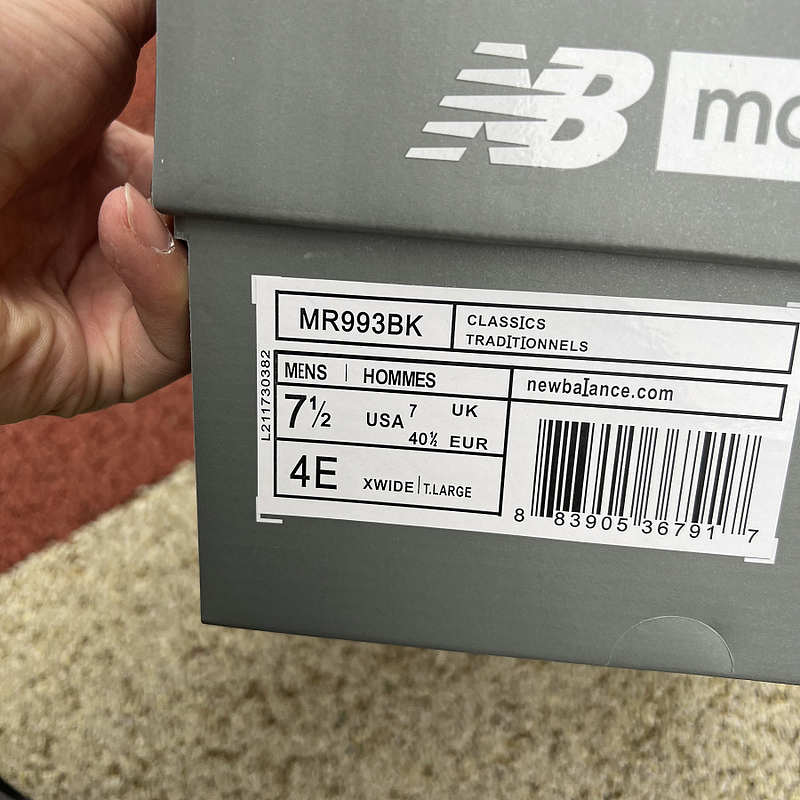 NB
MR993BK
CLASSICS
TRADITIONNELS
MENS | HOMMES
newbalance.com
7½ USA 7 UK
40½ EUR
4E XWIDE | T.LARGE
L211730382
8 83905 36791 7